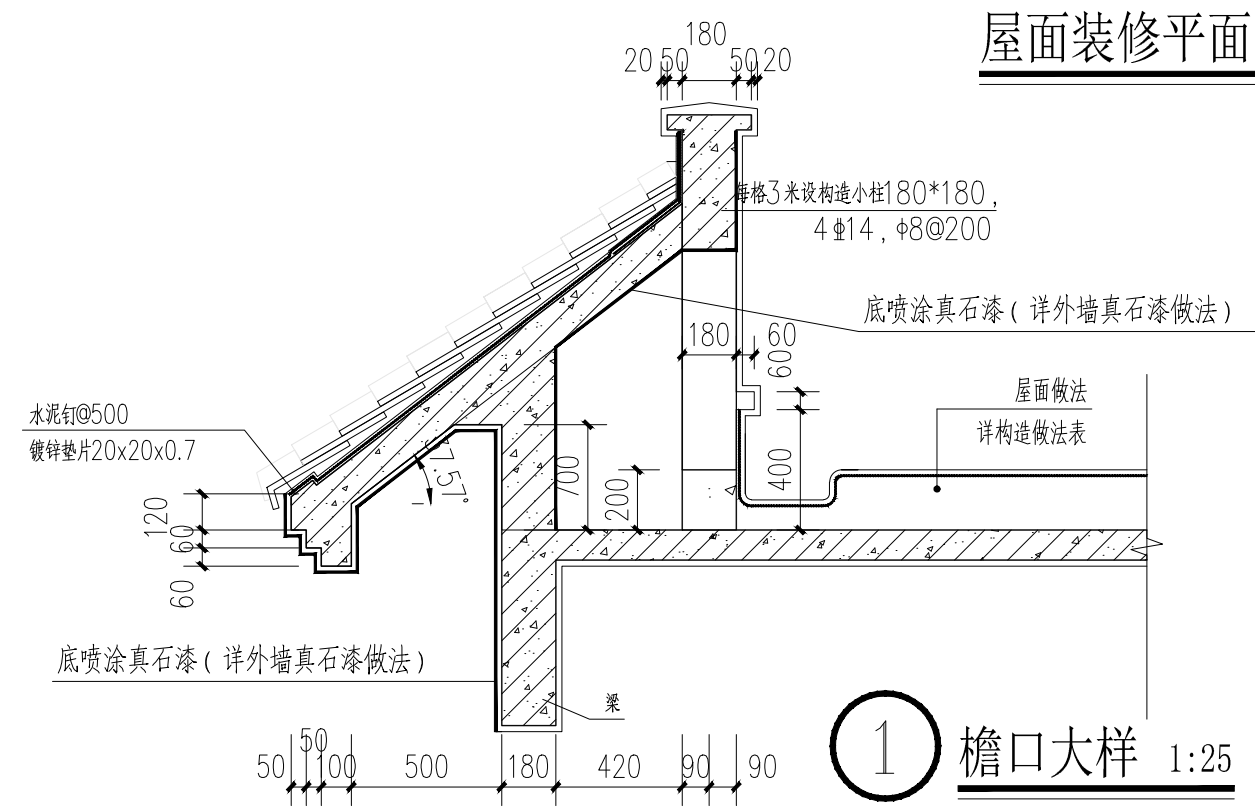 屋面装修平面
180
20 50 50 20
每格3米设构造小柱180*180,
4⌀14, ϕ8@200
底喷涂真石漆(详外墙真石漆做法)
180 60
60
屋面做法
详构造做法表
水泥钉@500
镀锌垫片20x20x0.7
700
200
400
120
60
60
底喷涂真石漆(详外墙真石漆做法)
梁
50 50 100 500 180 420 90 90
1 檐口大样 1:25